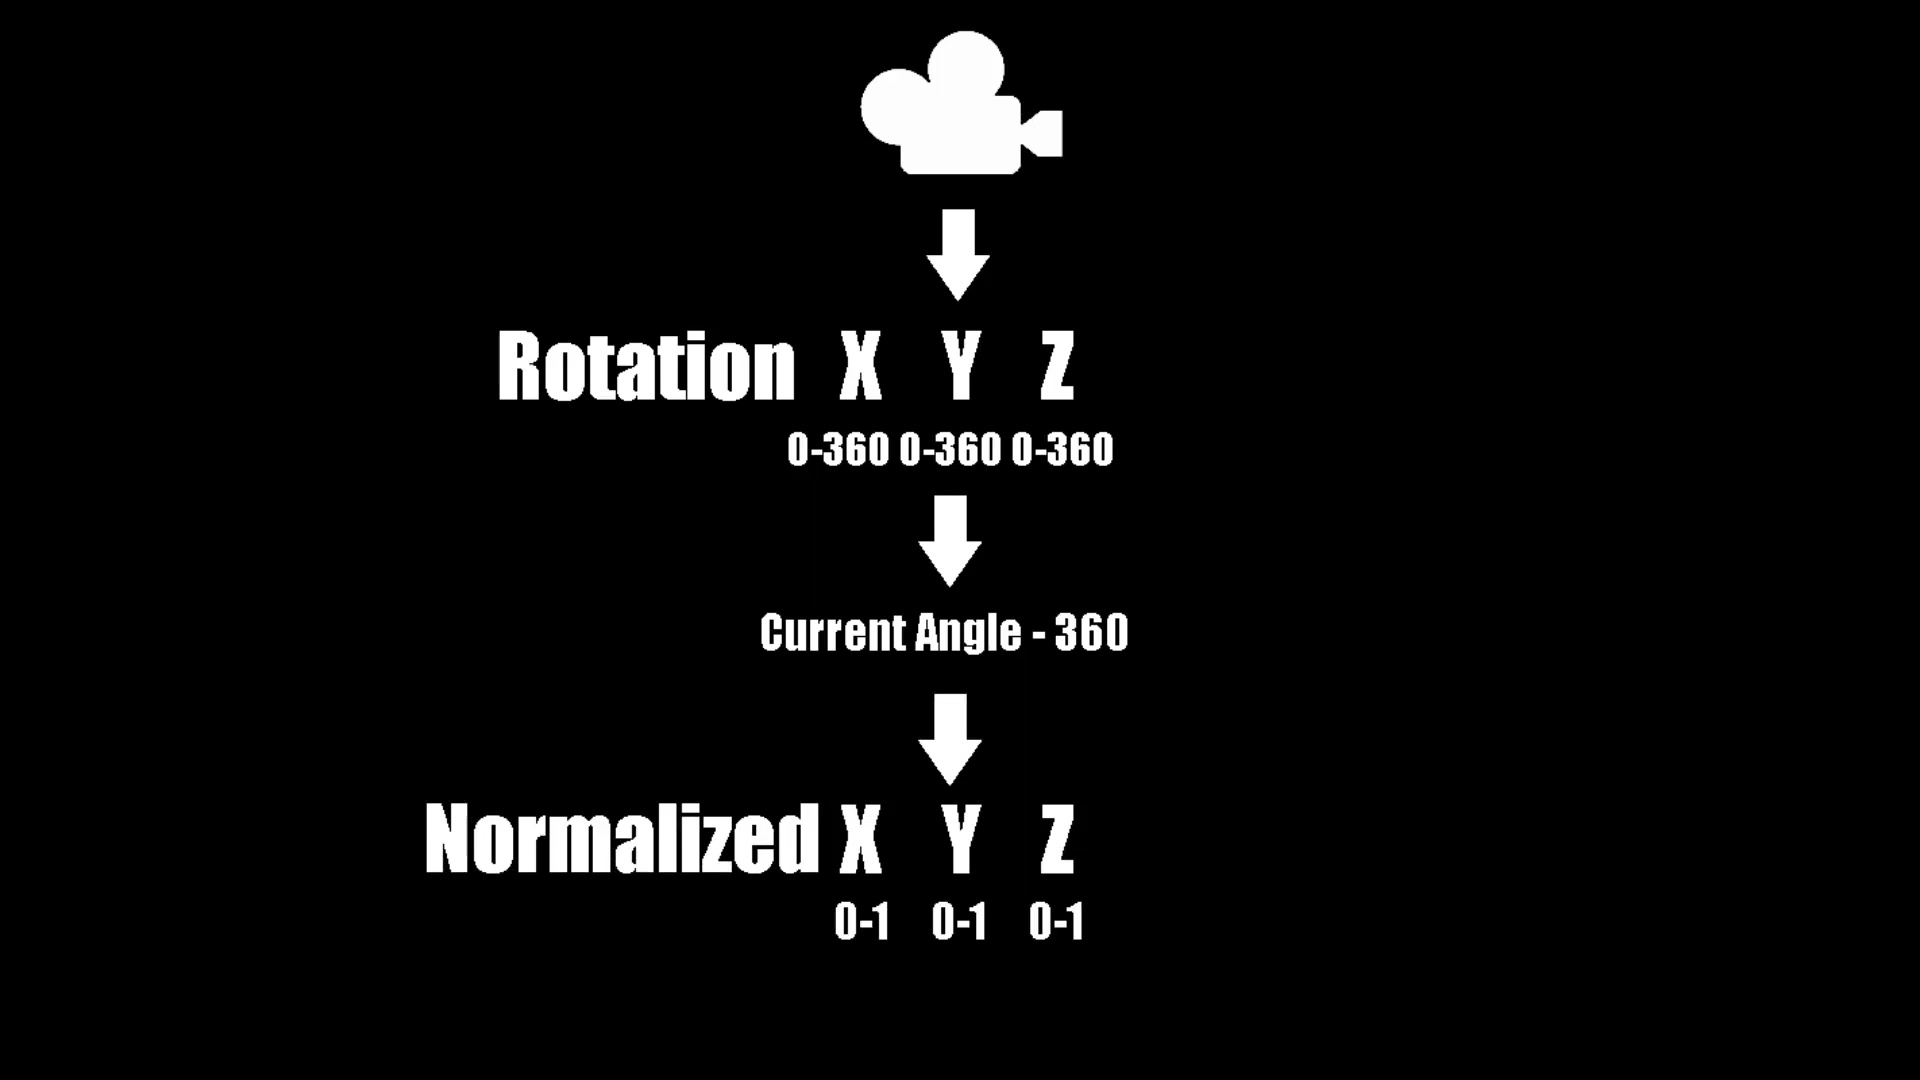 Rotation X Y Z
0-360 0-360 0-360
Current Angle - 360
Normalized X Y Z
0-1 0-1 0-1